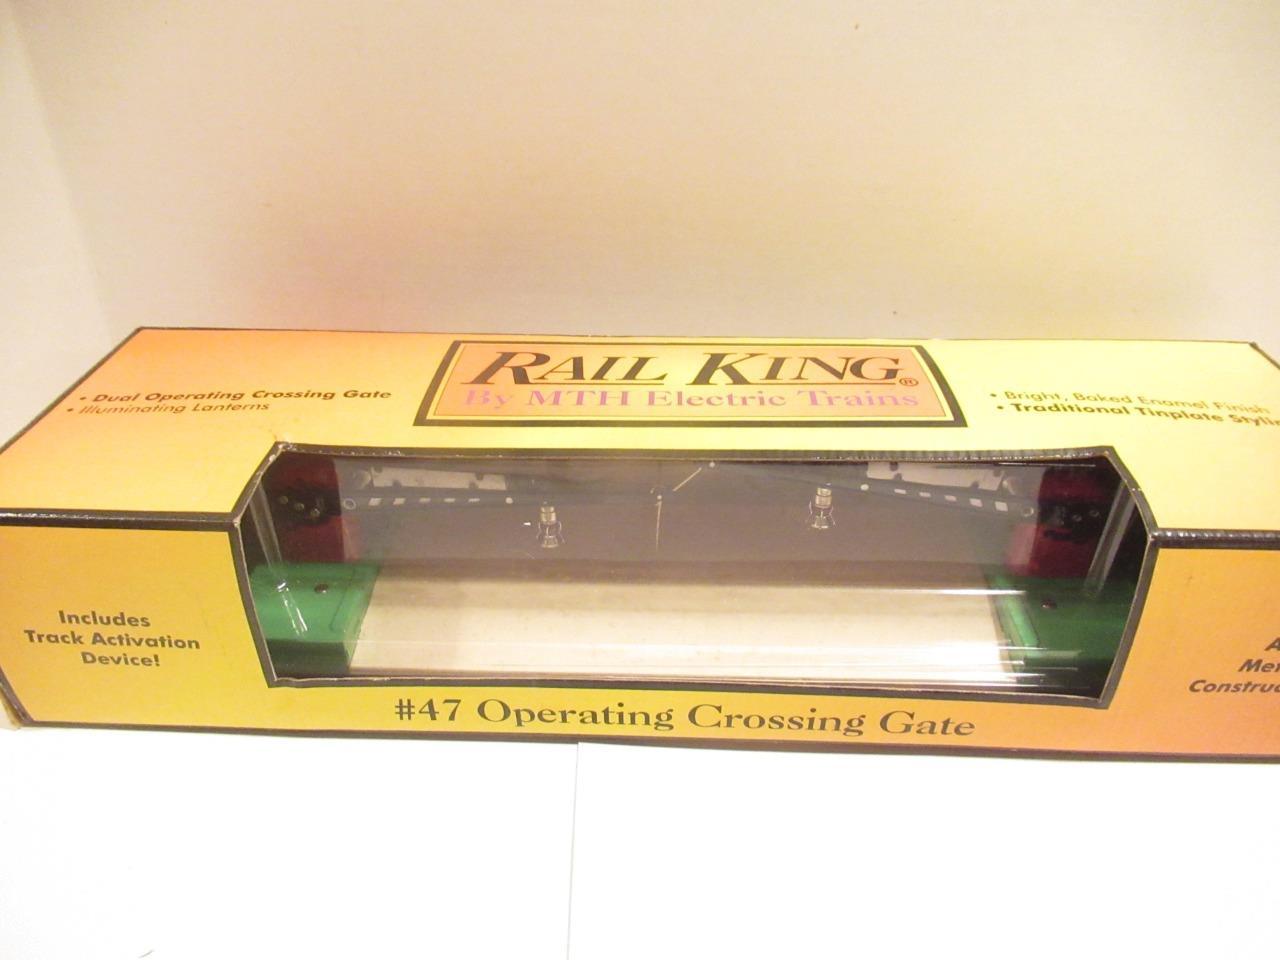 RAIL KING®
By MTH Electric Trains
• Dual Operating Crossing Gate
• Illuminating Lanterns
• Bright, Baked Enamel Finish
• Traditional Tinplate
Includes
Track Activation
Device!
#47 Operating Crossing Gate